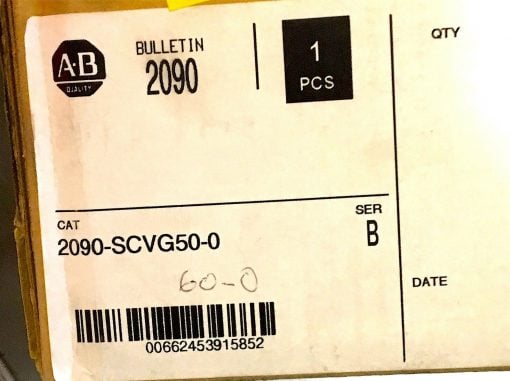 A·B
QUALITY
BULLETIN
2090
1
PCS
QTY
CAT
2090-SCVG50-0
SER
B
60-0
DATE
00662453915852